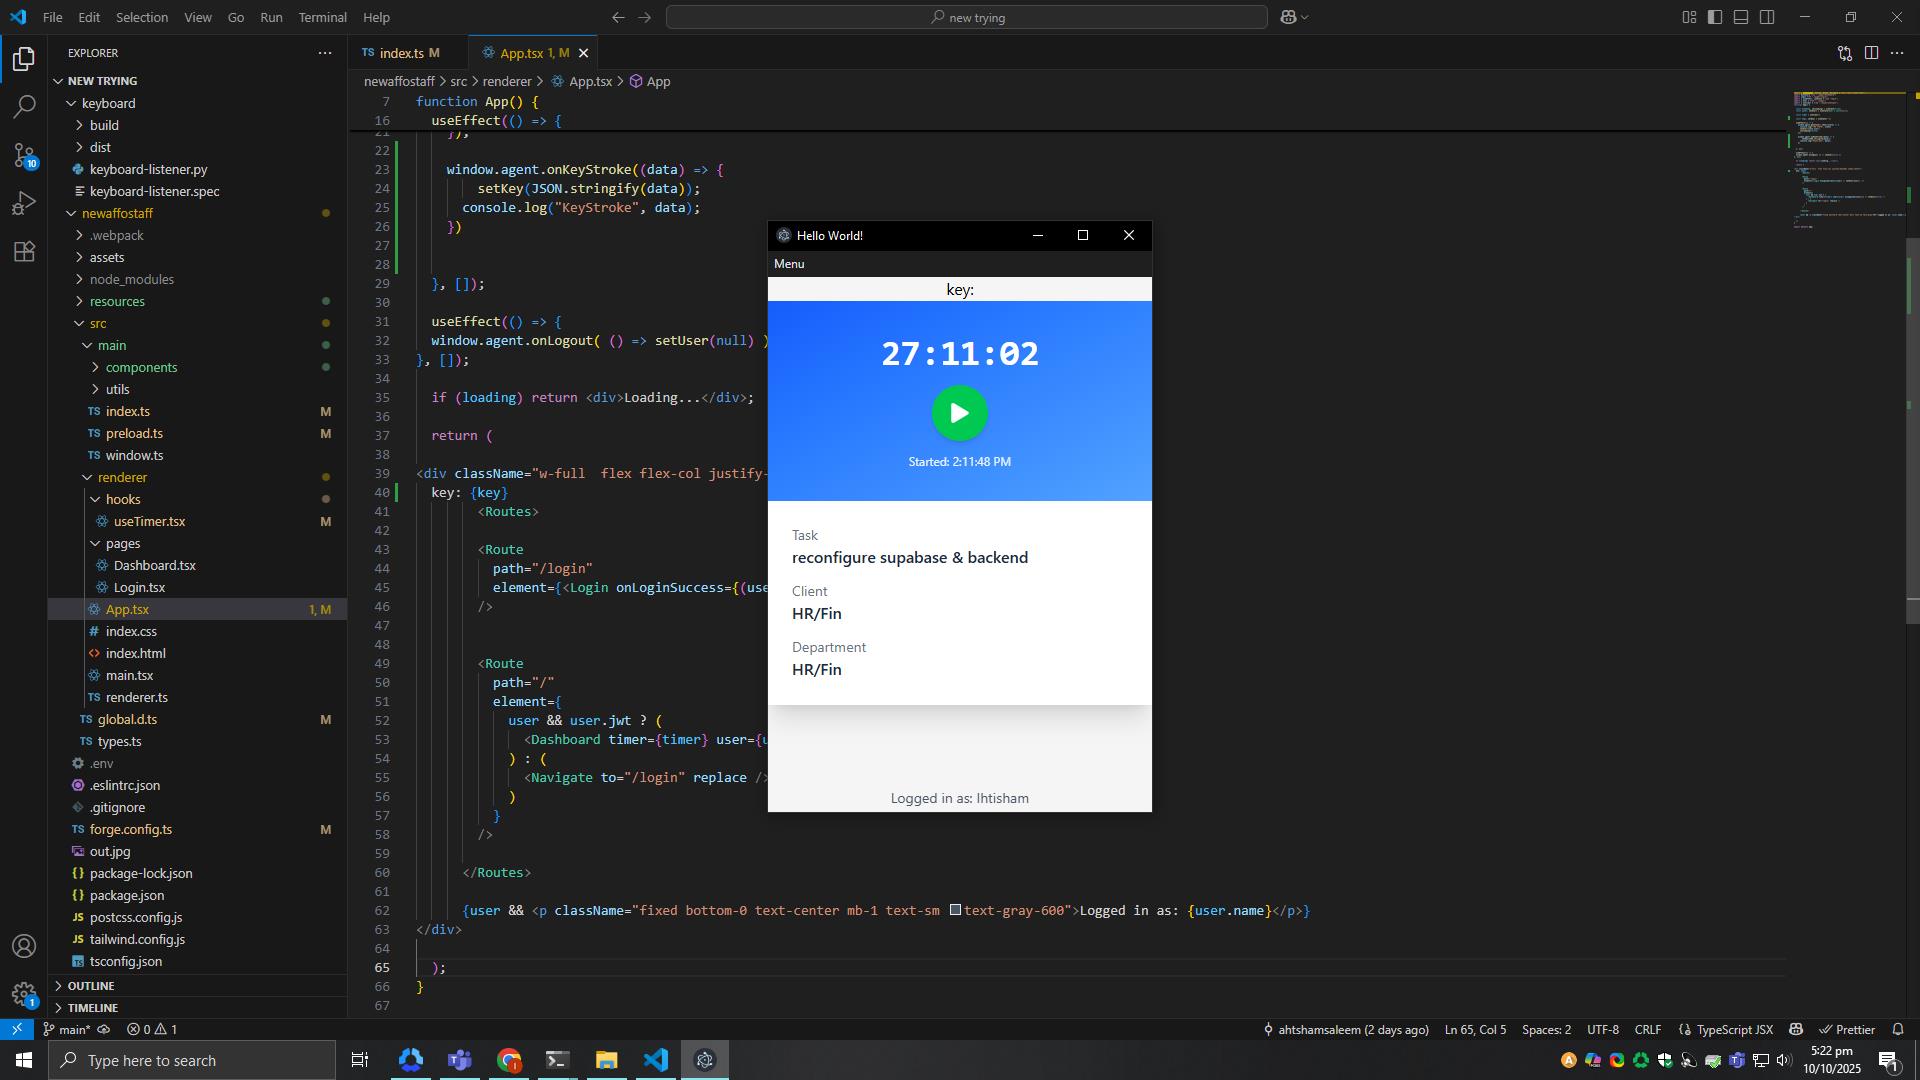 File Edit Selection View Go Run Terminal Help
new trying
EXPLORER
NEW TRYING
keyboard
build
dist
keyboard-listener.py
keyboard-listener.spec
newaffostaff
.webpack
assets
node_modules
resources
src
main
components
utils
TS index.ts M
TS preload.ts M
TS window.ts
renderer
hooks
useTimer.tsx M
pages
Dashboard.tsx
Login.tsx
App.tsx 1, M
# index.css
index.html
main.tsx
TS renderer.ts
TS global.d.ts M
TS types.ts
.env
.eslintrc.json
.gitignore
TS forge.config.ts M
out.jpg
{} package-lock.json
{} package.json
JS postcss.config.js
JS tailwind.config.js
tsconfig.json
OUTLINE
TIMELINE
10
1
TS index.ts M
App.tsx 1, M
newaffostaff > src > renderer > App.tsx > App
7 function App() {
16 useEffect(() => {
21 });
22
23 window.agent.onKeyStroke((data) => {
24 setKey(JSON.stringify(data));
25 console.log("KeyStroke", data);
26 })
27
28
29 }, []);
30
31 useEffect(() => {
32 window.agent.onLogout( () => setUser(null) )
33 }, []);
34
35 if (loading) return <div>Loading...</div>;
36
37 return (
38
39 <div className="w-full  flex flex-col justify-
40 key: {key}
41 <Routes>
42
43 <Route
44 path="/login"
45 element={<Login onLoginSuccess={(use
46 />
47
48
49 <Route
50 path="/"
51 element={
52 user && user.jwt ? (
53 <Dashboard timer={timer} user={u
54 ) : (
55 <Navigate to="/login" replace />
56 )
57 }
58 />
59
60 </Routes>
61
62 {user && <p className="fixed bottom-0 text-center mb-1 text-sm text-gray-600">Logged in as: {user.name}</p>}
63 </div>
64
65 );
66 }
67
Hello World!
Menu
key:
27:11:02
Started: 2:11:48 PM
Task
reconfigure supabase & backend
Client
HR/Fin
Department
HR/Fin
Logged in as: Ihtisham
main* 0 1
ahtshamsaleem (2 days ago) Ln 65, Col 5 Spaces: 2 UTF-8 CRLF TypeScript JSX Prettier
Type here to search
5:22 pm
10/10/2025
1